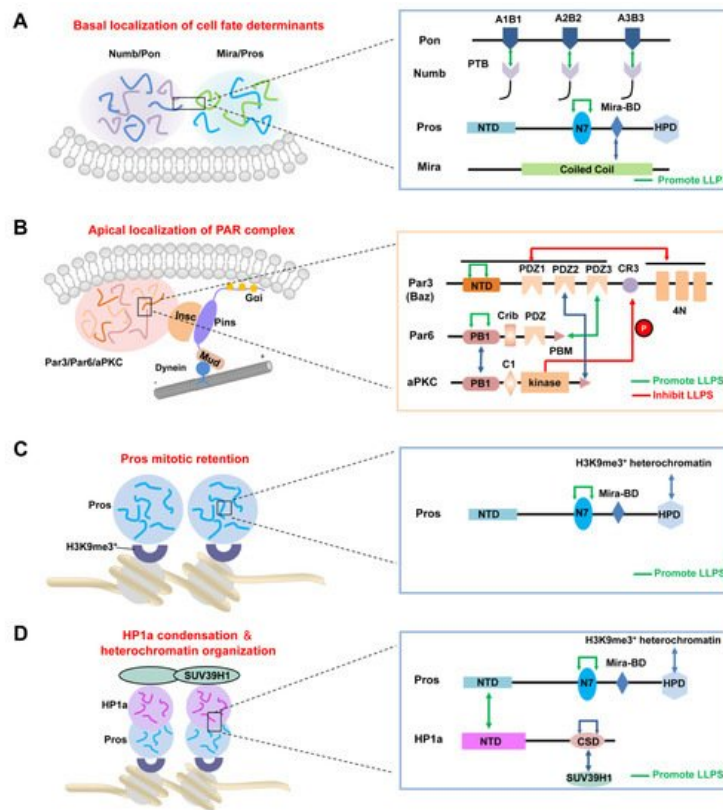 A
Basal localization of cell fate determinants
Numb/Pon
Mira/Pros
A1B1
A2B2
A3B3
Pon
PTB
Numb
Mira-BD
Pros
NTD
N7
HPD
Mira
Coiled Coil
Promote LLPS
B
Apical localization of PAR complex
Gαi
Insc
Pins
Mud
Dynein
Par3/Par6/aPKC
- +
PDZ1
PDZ2
PDZ3
CR3
Par3
(Baz)
NTD
4N
Crib
PDZ
P
Par6
PB1
PBM
C1
aPKC
PB1
kinase
Promote LLPS
Inhibit LLPS
C
Pros mitotic retention
Pros
H3K9me3⁺
H3K9me3⁺ heterochromatin
Mira-BD
Pros
NTD
N7
HPD
Promote LLPS
D
HP1a condensation &
heterochromatin organization
SUV39H1
HP1a
Pros
H3K9me3⁺ heterochromatin
Mira-BD
Pros
NTD
N7
HPD
HP1a
NTD
CSD
SUV39H1
Promote LLPS